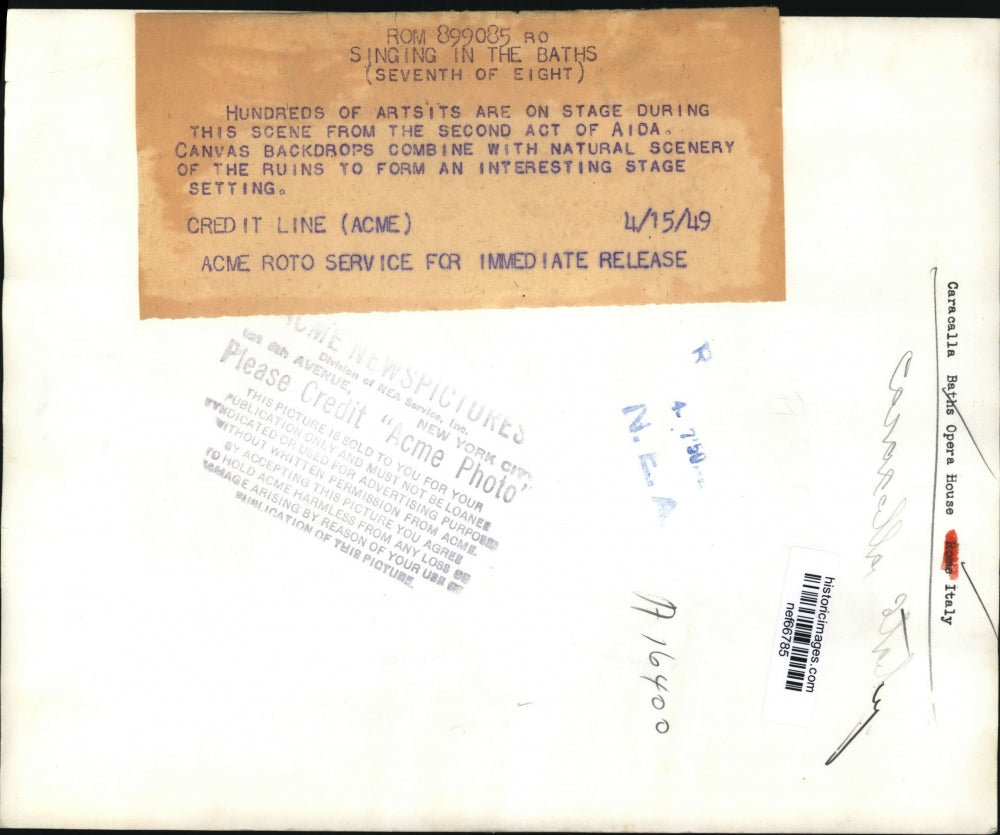 ROM 899085 RO
SINGING IN THE BATHS
(SEVENTH OF EIGHT)
HUNDREDS OF ARTSITS ARE ON STAGE DURING
THIS SCENE FROM THE SECOND ACT OF AIDA.
CANVAS BACKDROPS COMBINE WITH NATURAL SCENERY
OF THE RUINS TO FORM AN INTERESTING STAGE
SETTING.
CREDIT LINE (ACME) 4/15/49
ACME ROTO SERVICE FOR IMMEDIATE RELEASE
ACME NEWSPICTURES
Division of NEA Service, Inc.
AVENUE, NEW YORK CITY
Please Credit "Acme Photo"
THIS PICTURE IS SOLD TO YOU FOR YOUR
PUBLICATION ONLY AND MUST NOT BE LOANED
SYNDICATED OR USED FOR ADVERTISING PURPOSES
WITHOUT WRITTEN PERMISSION FROM ACME.
BY ACCEPTING THIS PICTURE YOU AGREE
TO HOLD ACME HARMLESS FROM ANY LOSS OR
DAMAGE ARISING BY REASON OF YOUR USE OR
PUBLICATION OF THIS PICTURE.
R
N.E.A.
A 16400
historicimages.com
nef66785
Caracalla Italy
Caracalla Baths Opera House Rome Italy